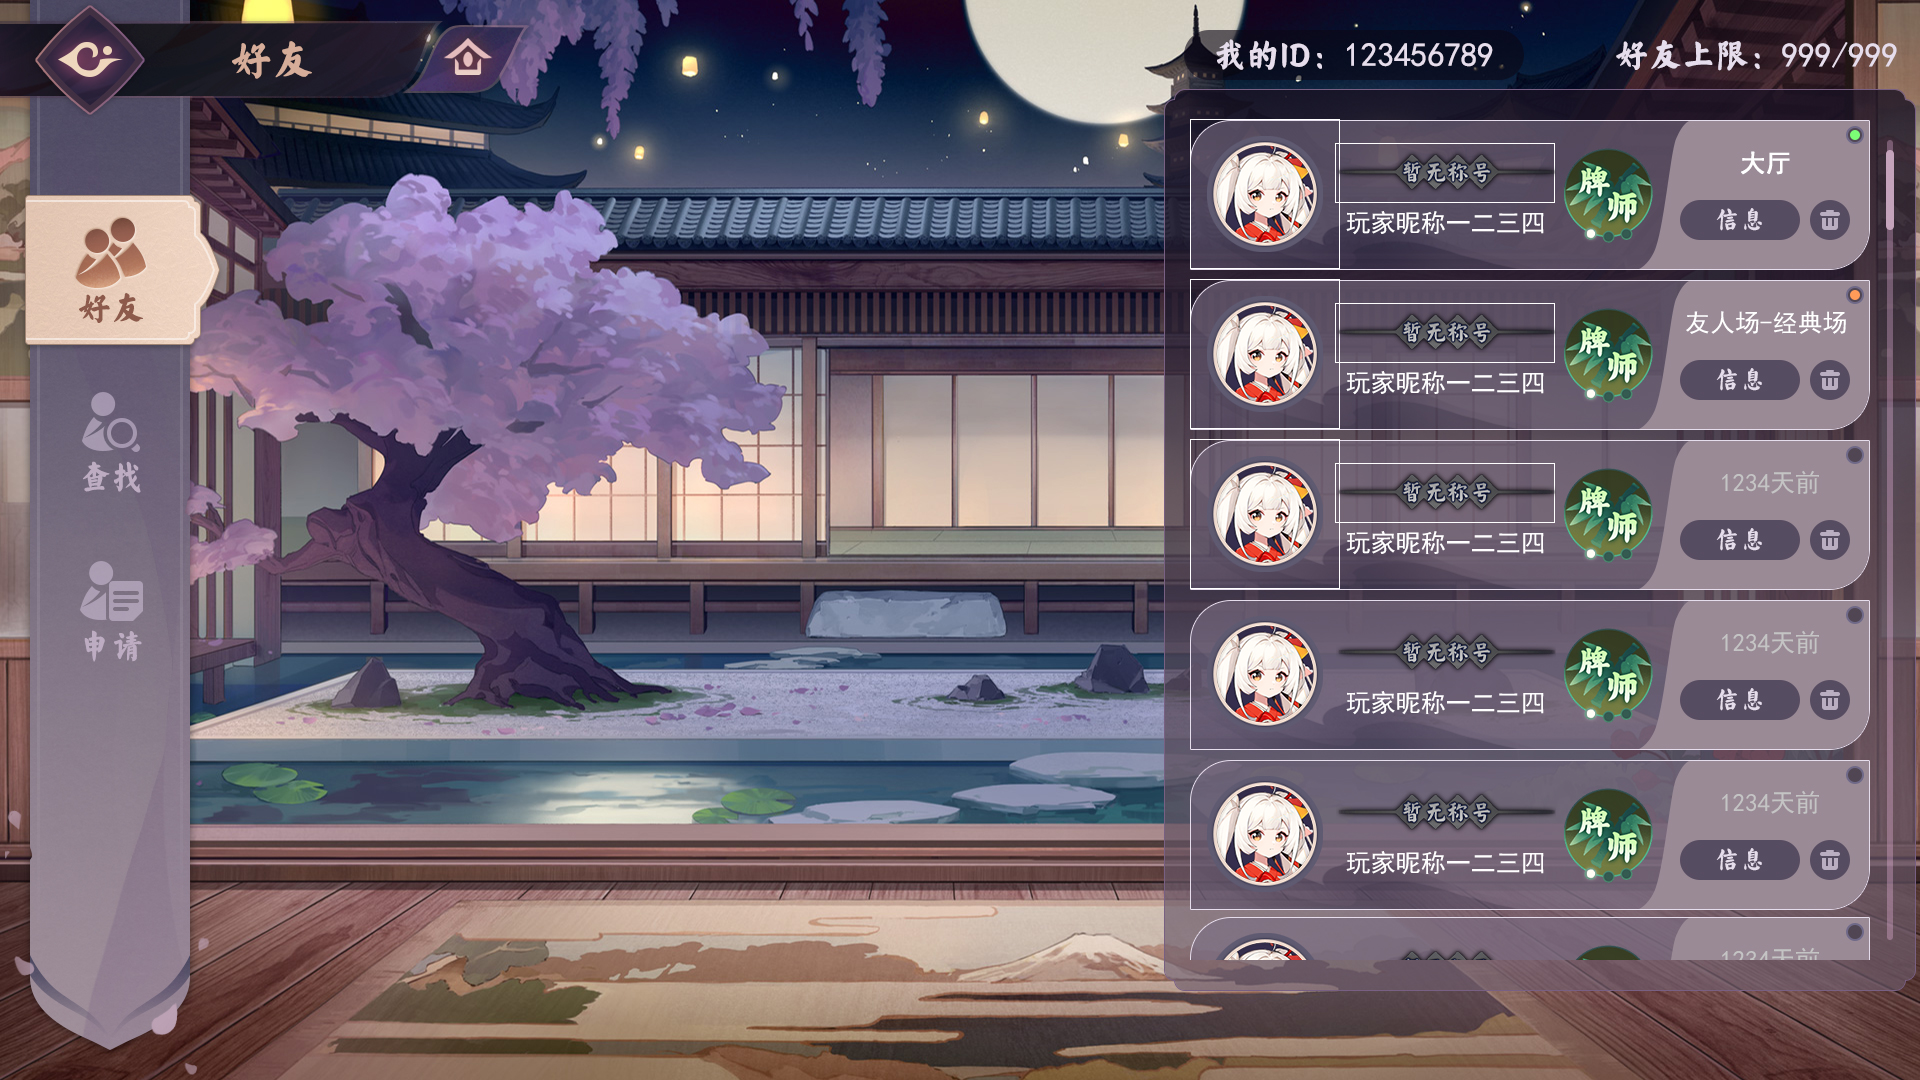 好友
我的ID：123456789
好友上限：999/999
好友
查找
申请
暂无称号
玩家昵称一二三四
牌师
大厅
信息
暂无称号
玩家昵称一二三四
牌师
友人场-经典场
信息
暂无称号
玩家昵称一二三四
牌师
1234天前
信息
暂无称号
玩家昵称一二三四
牌师
1234天前
信息
暂无称号
玩家昵称一二三四
牌师
1234天前
信息
1234天前